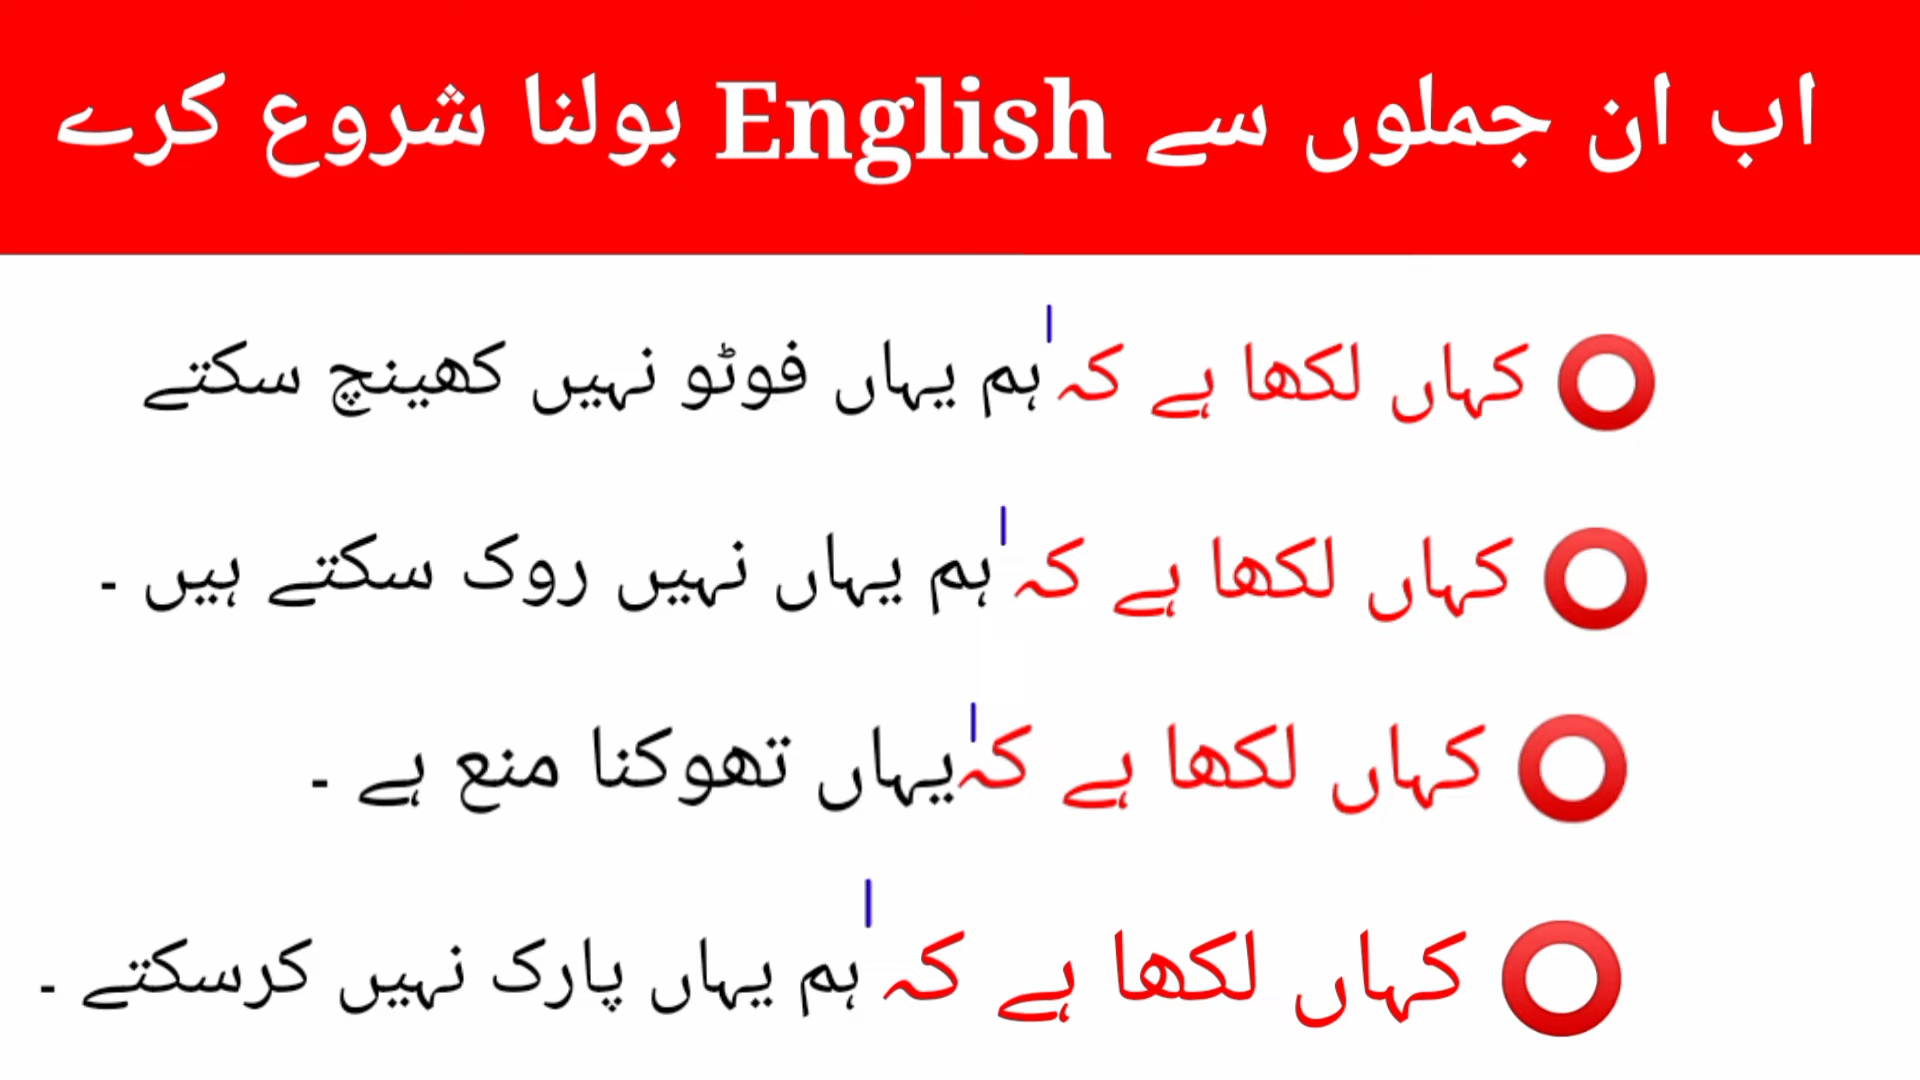 اب ان جملوں سے English بولنا شروع کرے
کہاں لکھا ہے کہ ہم یہاں فوٹو نہیں کھینچ سکتے
کہاں لکھا ہے کہ ہم یہاں نہیں روک سکتے ہیں ۔
کہاں لکھا ہے کہ یہاں تھوکنا منع ہے ۔
کہاں لکھا ہے کہ ہم یہاں پارک نہیں کرسکتے ۔